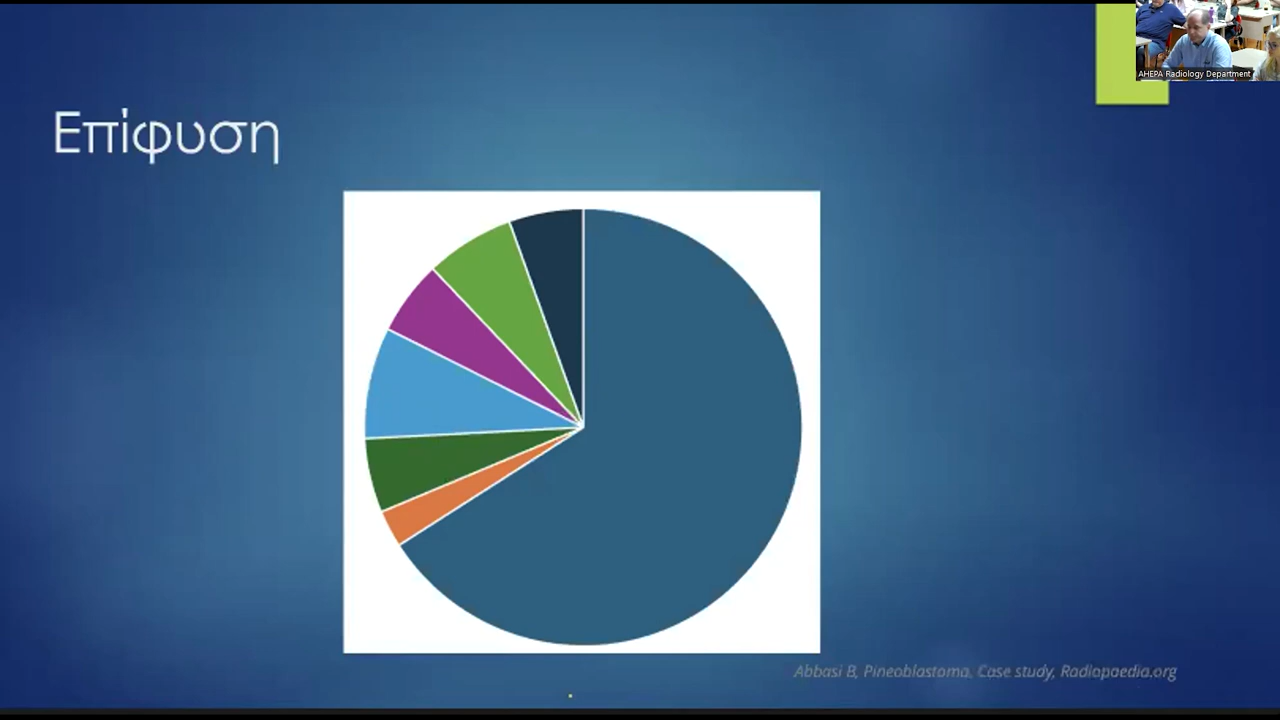 AHEPA Radiology Department
Επίφυση
Abbasi B, Pineoblastoma, Case study, Radiopaedia.org